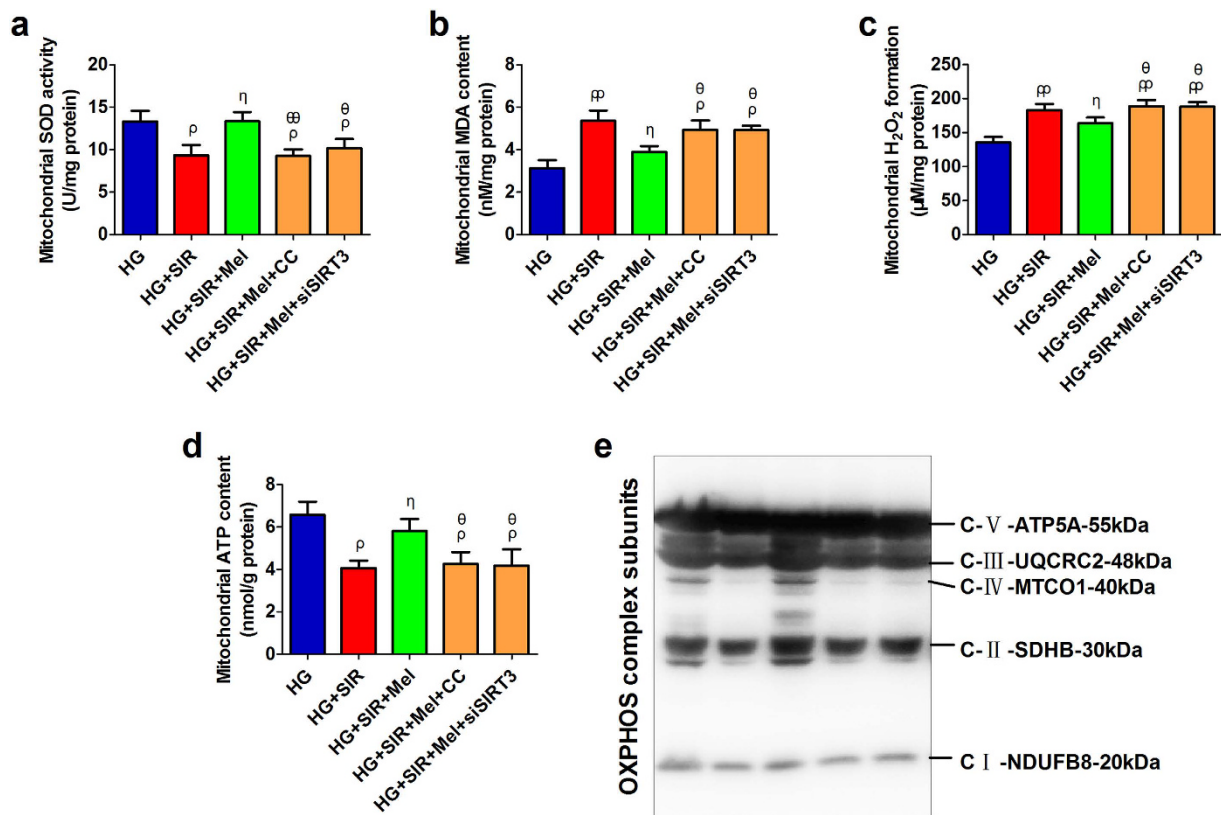 a
Mitochondrial SOD activity
(U/mg protein)
20
15
10
5
0
η
ρ
θθ
ρ
θ
ρ
HG
HG+SIR
HG+SIR+Mel
HG+SIR+Mel+CC
HG+SIR+Mel+siSIRT3
b
Mitochondrial MDA content
(nM/mg protein)
8
6
4
2
0
ρρ
η
θ
ρ
θ
ρ
HG
HG+SIR
HG+SIR+Mel
HG+SIR+Mel+CC
HG+SIR+Mel+siSIRT3
c
Mitochondrial H₂O₂ formation
(μM/mg protein)
250
200
150
100
50
0
ρρ
η
θ
ρρ
θ
ρρ
HG
HG+SIR
HG+SIR+Mel
HG+SIR+Mel+CC
HG+SIR+Mel+siSIRT3
d
Mitochondrial ATP content
(nmol/g protein)
8
6
4
2
0
ρ
η
θ
ρ
θ
ρ
HG
HG+SIR
HG+SIR+Mel
HG+SIR+Mel+CC
HG+SIR+Mel+siSIRT3
e
OXPHOS complex subunits
C-Ⅴ-ATP5A-55kDa
C-Ⅲ-UQCRC2-48kDa
C-Ⅳ-MTCO1-40kDa
C-Ⅱ-SDHB-30kDa
CⅠ-NDUFB8-20kDa